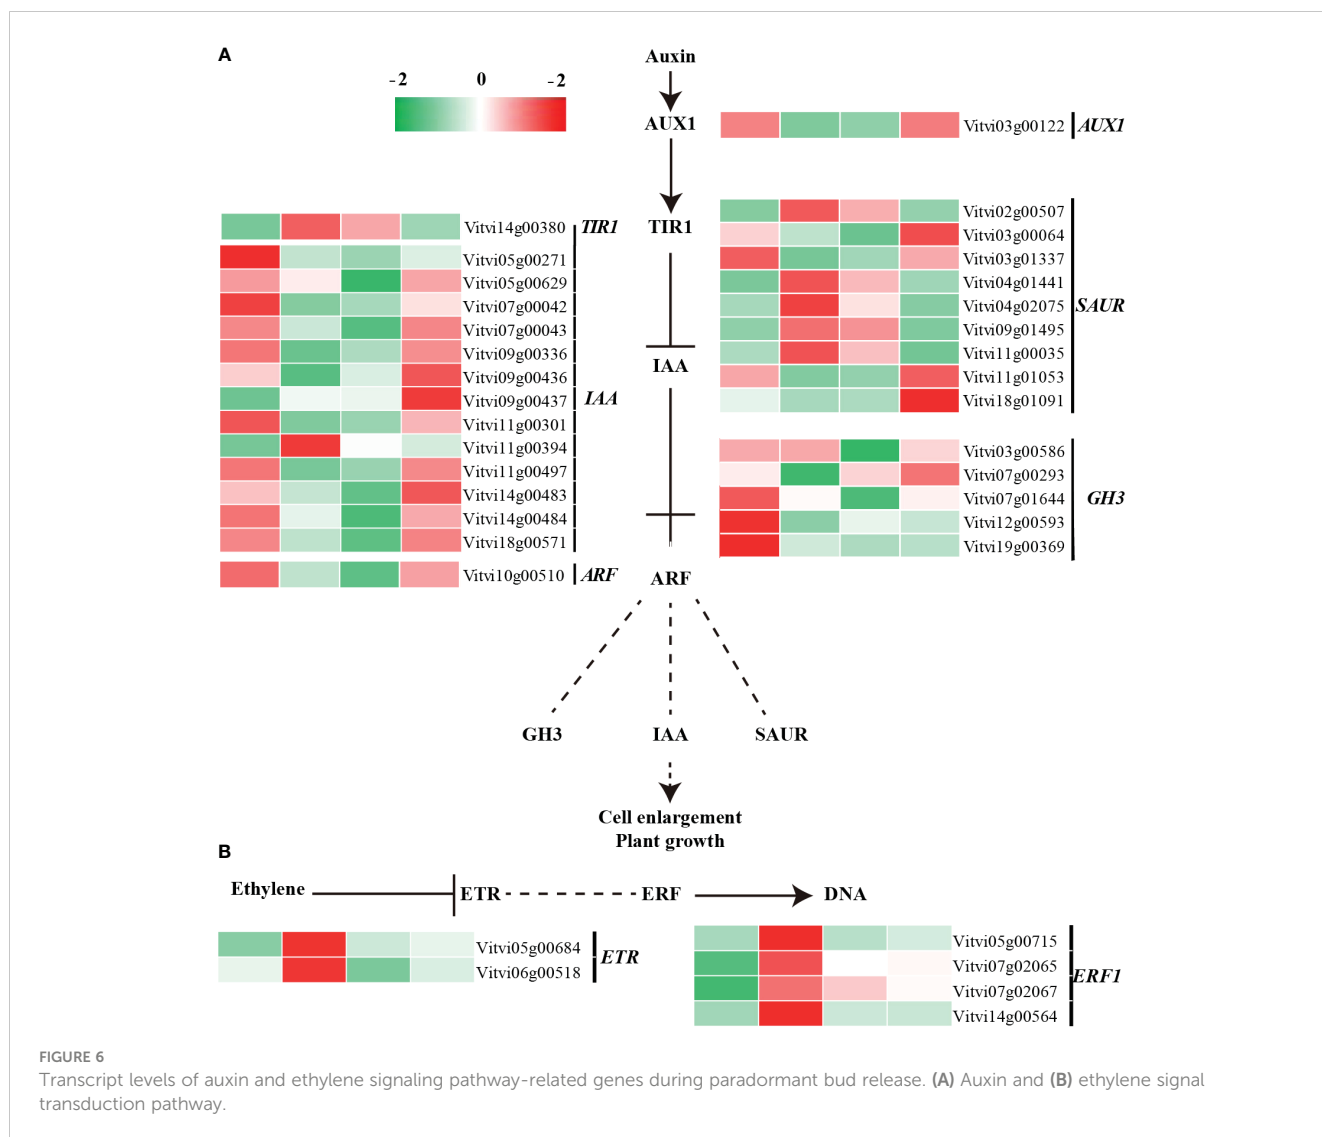 A
Auxin
-2 0 -2
AUX1
Vitvi03g00122 AUX1
TIR1
Vitvi14g00380 TIR1
Vitvi05g00271
Vitvi05g00629
Vitvi07g00042
Vitvi07g00043
Vitvi09g00336
Vitvi09g00436
Vitvi09g00437 IAA
Vitvi11g00301
Vitvi11g00394
Vitvi11g00497
Vitvi14g00483
Vitvi14g00484
Vitvi18g00571
Vitvi10g00510 ARF
Vitvi02g00507
Vitvi03g00064
Vitvi03g01337
Vitvi04g01441
Vitvi04g02075 SAUR
Vitvi09g01495
Vitvi11g00035
Vitvi11g01053
Vitvi18g01091
IAA
Vitvi03g00586
Vitvi07g00293
Vitvi07g01644 GH3
Vitvi12g00593
Vitvi19g00369
ARF
GH3 IAA SAUR
Cell enlargement
Plant growth
B
Ethylene ETR ERF DNA
Vitvi05g00684
Vitvi06g00518
ETR
Vitvi05g00715
Vitvi07g02065
Vitvi07g02067
Vitvi14g00564
ERF1
FIGURE 6
Transcript levels of auxin and ethylene signaling pathway-related genes during paradormant bud release. (A) Auxin and (B) ethylene signal
transduction pathway.